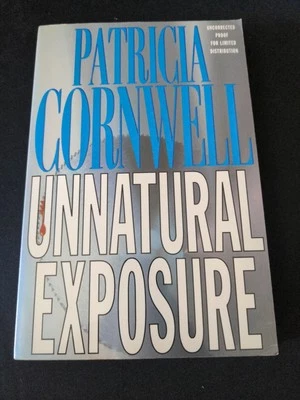 PATRICIA
CORNWELL
UNCORRECTED
PROOF
FOR LIMITED
DISTRIBUTION
UNNATURAL
EXPOSURE